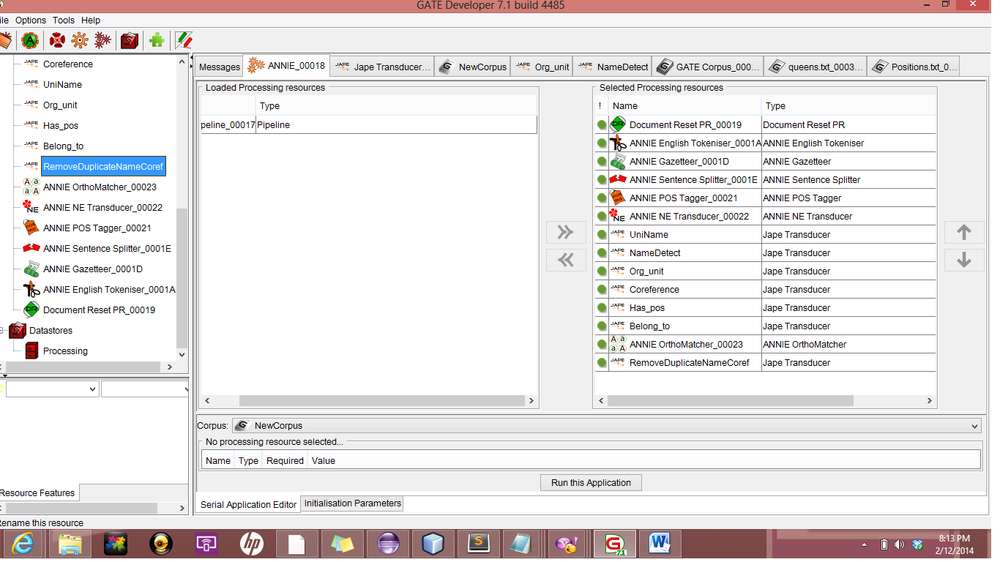 GATE Developer 7.1 build 4485
ile Options Tools Help
Coreference
UniName
Org_unit
Has_pos
Belong_to
RemoveDuplicateNameCoref
ANNIE OrthoMatcher_00023
ANNIE NE Transducer_00022
ANNIE POS Tagger_00021
ANNIE Sentence Splitter_0001E
ANNIE Gazetteer_0001D
ANNIE English Tokeniser_0001A
Document Reset PR_00019
Datastores
Processing
Resource Features
Rename this resource
Messages ANNIE_00018 Jape Transducer... NewCorpus Org_unit NameDetect GATE Corpus_000... queens.txt_0003... Positions.txt_0...
Loaded Processing resources
Type
peline_00017 Pipeline
Selected Processing resources
! Name Type
Document Reset PR_00019 Document Reset PR
ANNIE English Tokeniser_0001A ANNIE English Tokeniser
ANNIE Gazetteer_0001D ANNIE Gazetteer
ANNIE Sentence Splitter_0001E ANNIE Sentence Splitter
ANNIE POS Tagger_00021 ANNIE POS Tagger
ANNIE NE Transducer_00022 ANNIE NE Transducer
UniName Jape Transducer
NameDetect Jape Transducer
Org_unit Jape Transducer
Coreference Jape Transducer
Has_pos Jape Transducer
Belong_to Jape Transducer
ANNIE OrthoMatcher_00023 ANNIE OrthoMatcher
RemoveDuplicateNameCoref Jape Transducer
Corpus: NewCorpus
No processing resource selected...
Name Type Required Value
Run this Application
Serial Application Editor Initialisation Parameters
8:13 PM
2/12/2014